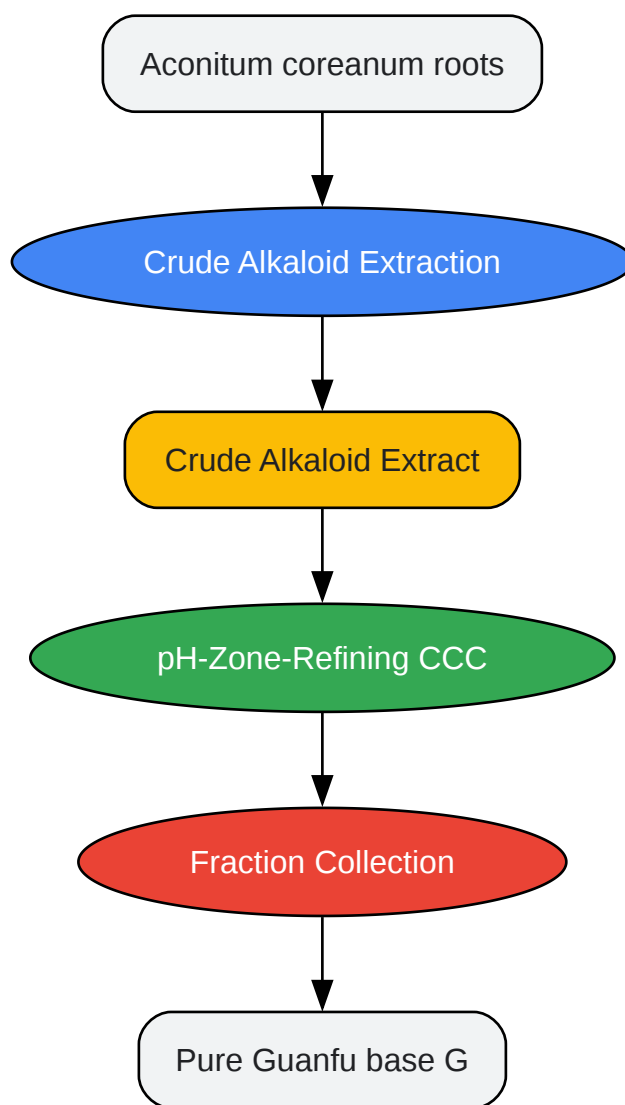 Aconitum coreanum roots
Crude Alkaloid Extraction
Crude Alkaloid Extract
pH-Zone-Refining CCC
Fraction Collection
Pure Guanfu base G